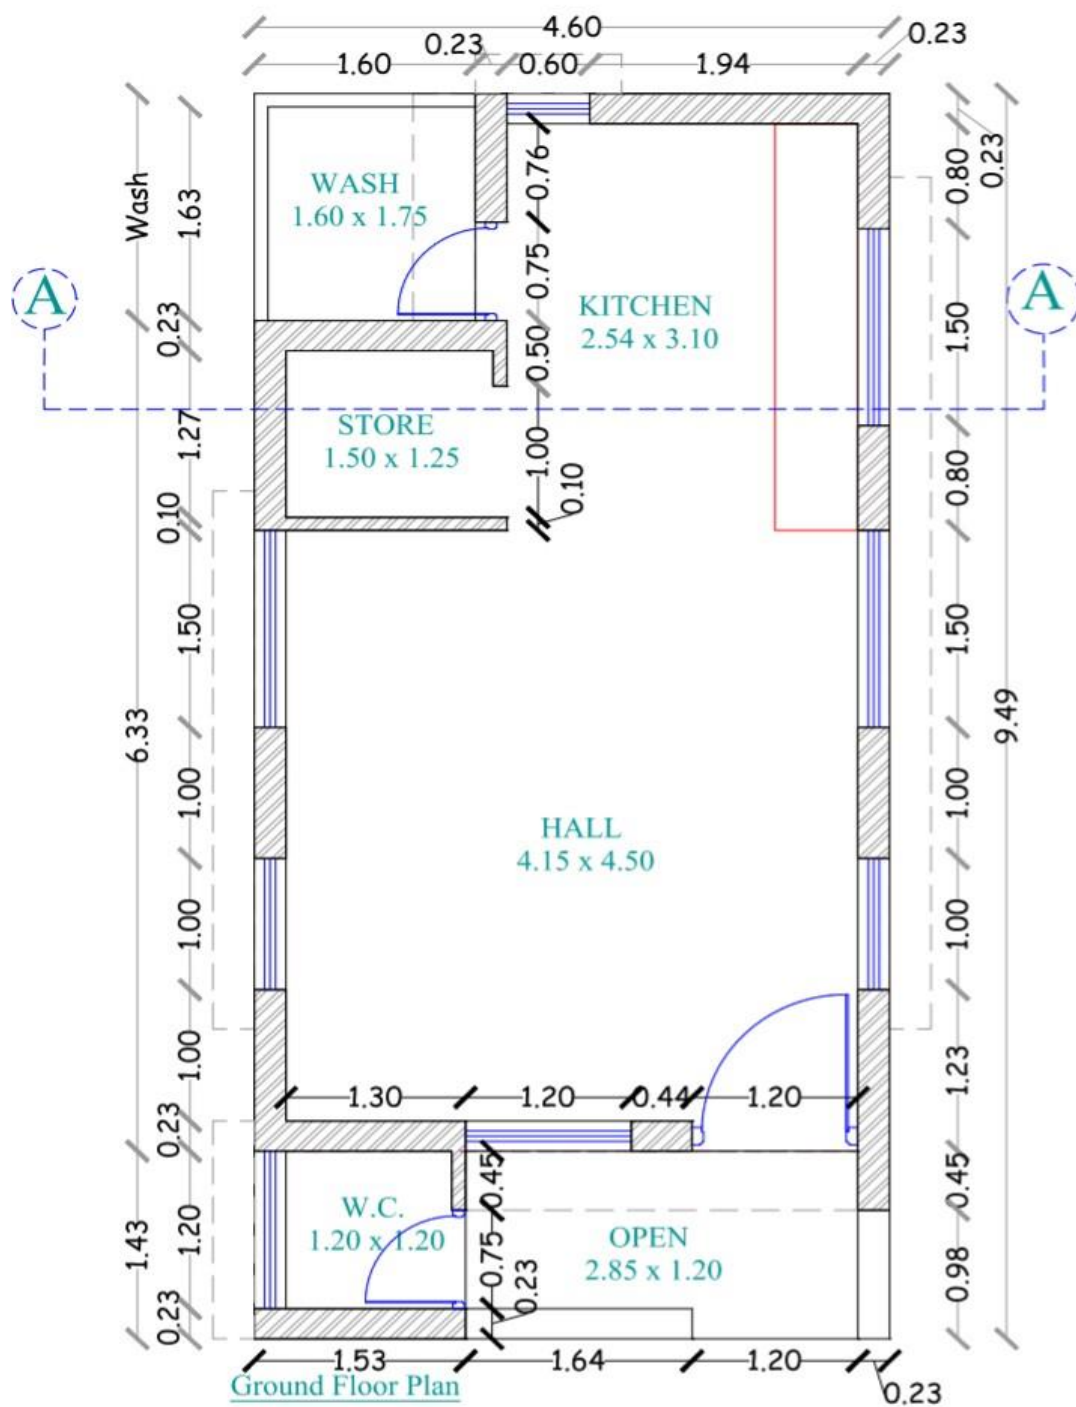 4.60
0.23
0.23
1.60
0.60
1.94
Wash
1.63
WASH
1.60 x 1.75
0.76
0.80
0.23
A
0.75
KITCHEN
2.54 x 3.10
1.50
A
0.23
0.50
STORE
1.50 x 1.25
1.27
1.00
0.10
0.80
0.10
1.50
1.50
6.33
9.49
1.00
1.00
HALL
4.15 x 4.50
1.00
1.00
1.00
1.23
1.30
1.20
0.44
1.20
0.23
0.45
0.45
W.C.
1.20 x 1.20
OPEN
2.85 x 1.20
1.43
1.20
0.75
0.23
0.98
0.23
1.53
1.64
1.20
0.23
Ground Floor Plan